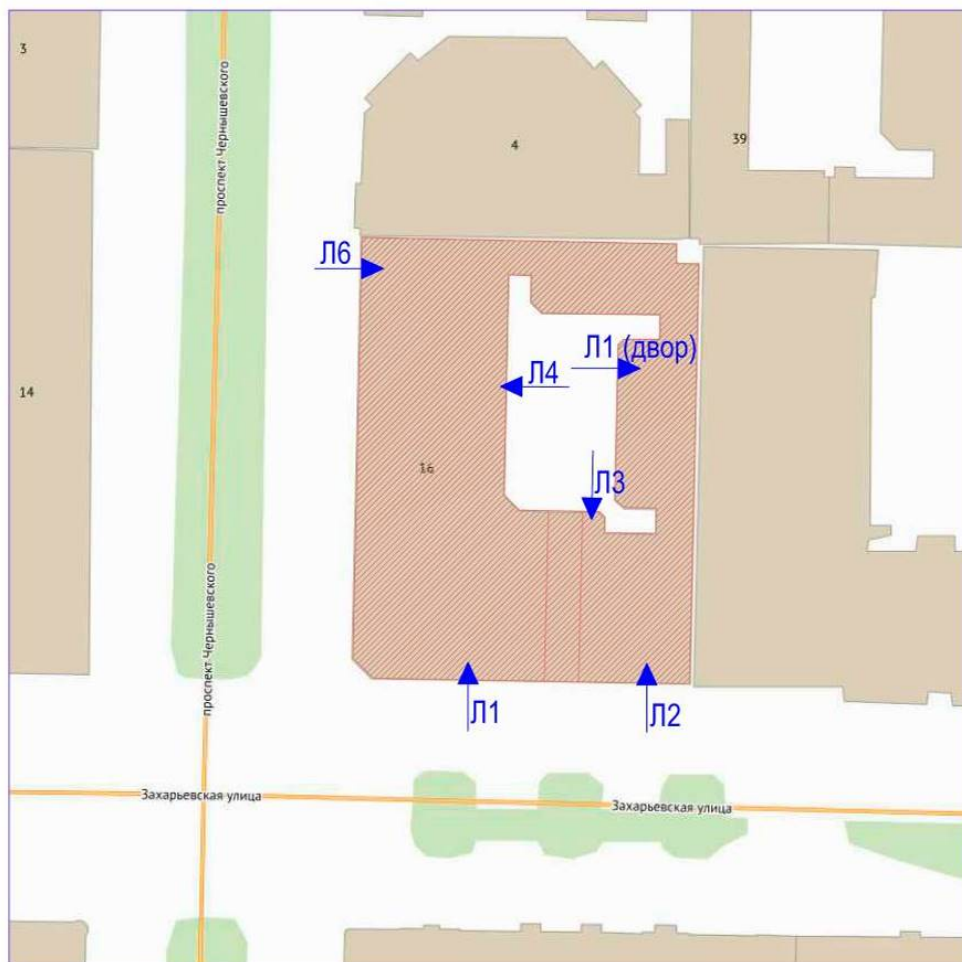 3
проспект Чернышевского
4
39
Л6
Л1 (двор)
Л4
14
16
Л3
проспект Чернышевского
Л1
Л2
Захарьевская улица
Захарьевская улица